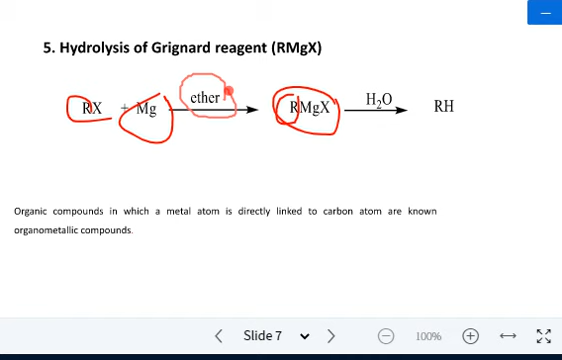 5. Hydrolysis of Grignard reagent (RMgX)
RX + Mg ether RMgX H₂O RH
Organic compounds in which a metal atom is directly linked to carbon atom are known
organometallic compounds.
Slide 7 100%